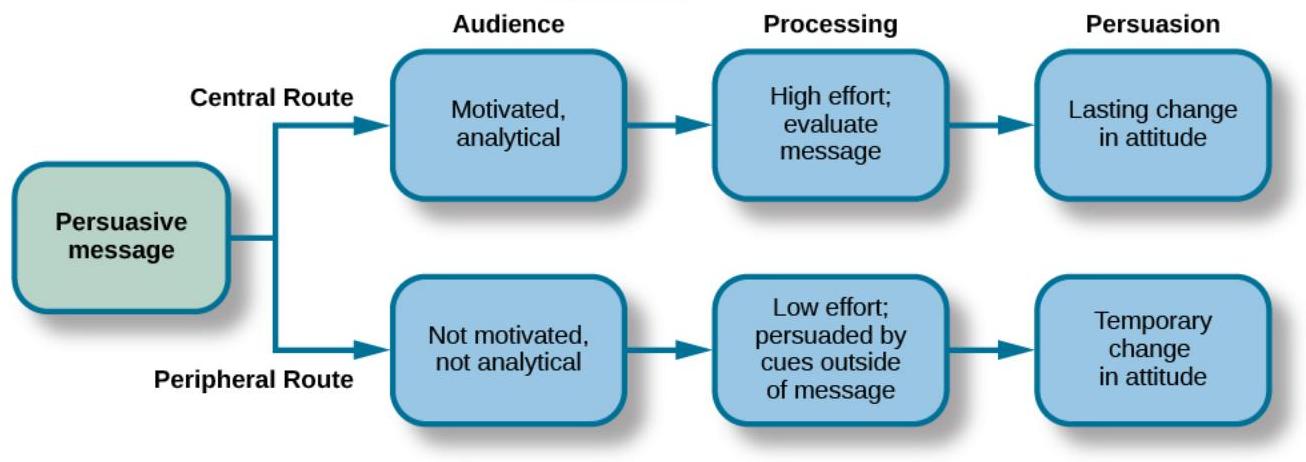 Audience
Processing
Persuasion
Central Route
Motivated,
analytical
High effort;
evaluate
message
Lasting change
in attitude
Persuasive
message
Peripheral Route
Not motivated,
not analytical
Low effort;
persuaded by
cues outside
of message
Temporary
change
in attitude